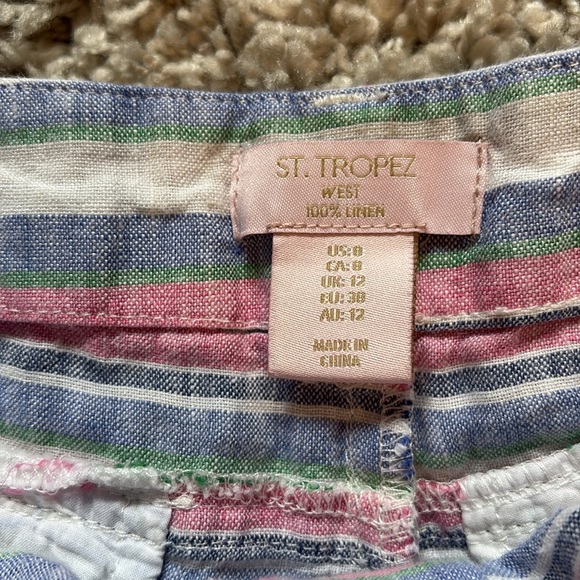 ST. TROPEZ
WEST
100% LINEN
US: 8
CA: 8
UK: 12
EU: 38
AU: 12
MADE IN
CHINA